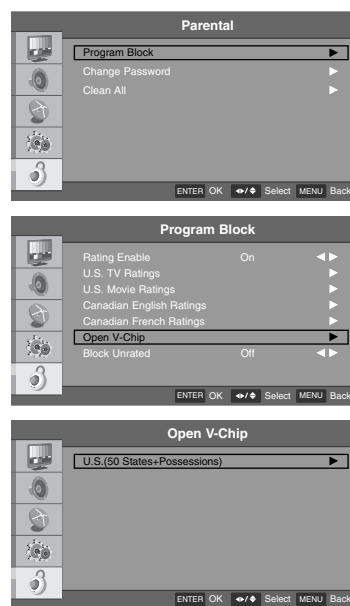 Parental
Program Block
Change Password
Clean All
ENTER OK Select MENU Back
Program Block
Rating Enable On
U.S. TV Ratings
U.S. Movie Ratings
Canadian English Ratings
Canadian French Ratings
Open V-Chip
Block Unrated Off
ENTER OK Select MENU Back
Open V-Chip
U.S.(50 States+Possessions)
ENTER OK Select MENU Back